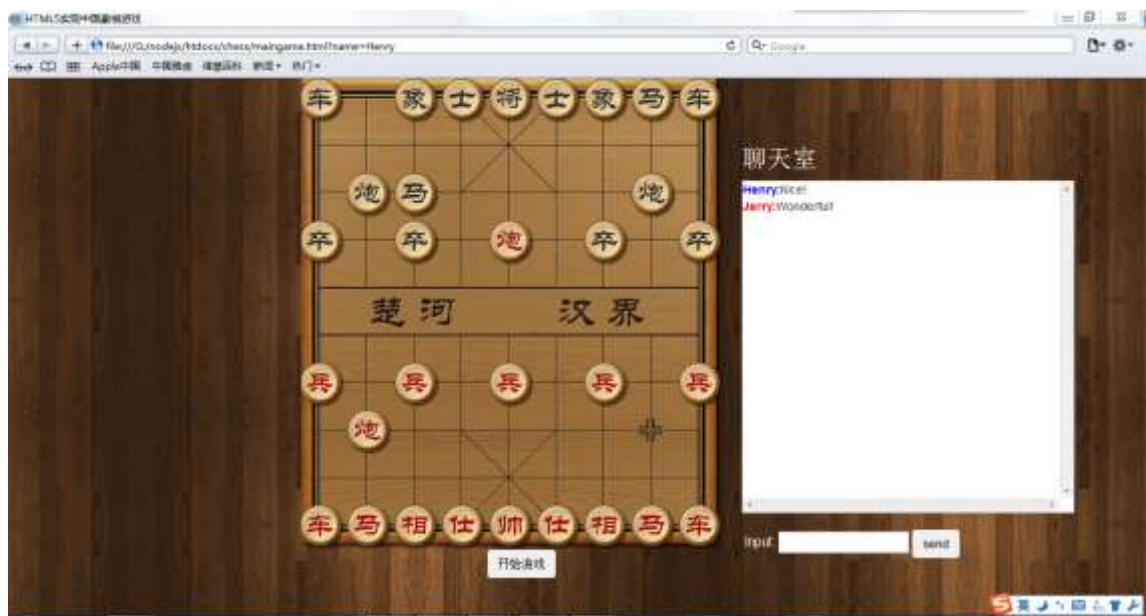 HTML5实现中国象棋游戏
file:///G:/nodejs/htdocs/chess/maingame.html?name=Henry
Google
Apple中国
新闻
热门
车 象 士 将 士 象 马 车
聊天室
炮 马 炮
Henry:Nice!
Jerry:Wonderful!
卒 卒 炮 卒 卒
楚河 汉界
兵 兵 兵 兵 兵
炮
车 马 相 仕 帅 仕 相 马 车
Input:
send
开始游戏